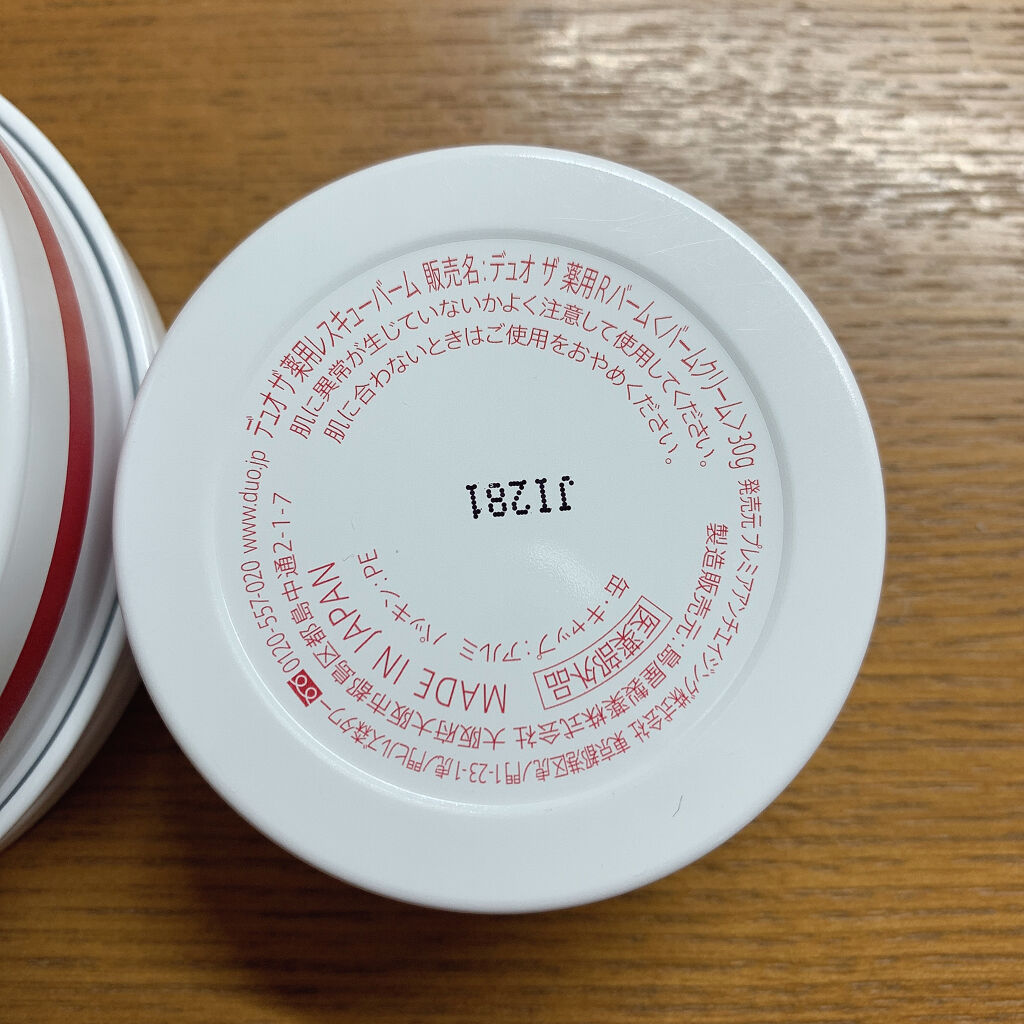 デュオ ザ 薬用レスキューバーム 販売名:デュオ ザ 薬用Rバーム<バームクリーム>30g 発売元 プレミアアンチエイジング株式会社 東京都港区虎ノ門1-23-1虎ノ門ヒルズ森タワー 0120-557-020 www.duo.jp
肌に異常が生じていないかよく注意して使用してください。
肌に合わないときはご使用をおやめください。
製造販売元:島屋製薬株式会社 大阪府大阪市都島区都島中通2-1-7
医薬部外品
MADE IN JAPAN
缶・キャップ:アルミ パッキン:PE
J1281